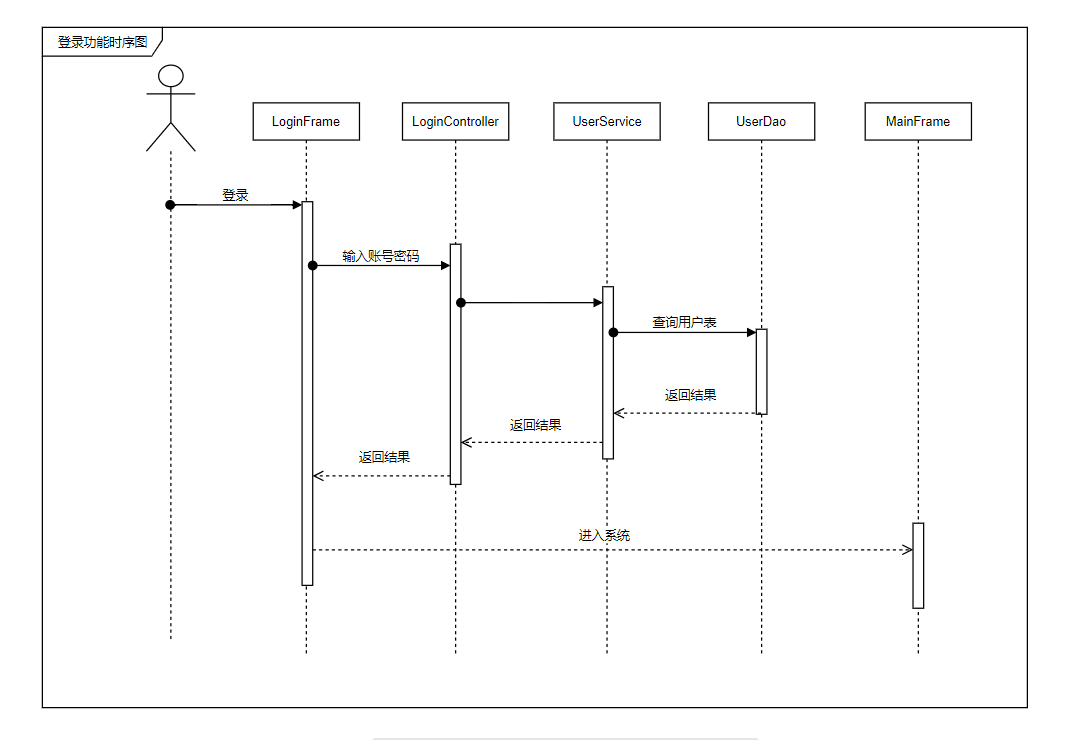 登录功能时序图
LoginFrame
LoginController
UserService
UserDao
MainFrame
登录
输入账号密码
查询用户表
返回结果
返回结果
返回结果
进入系统